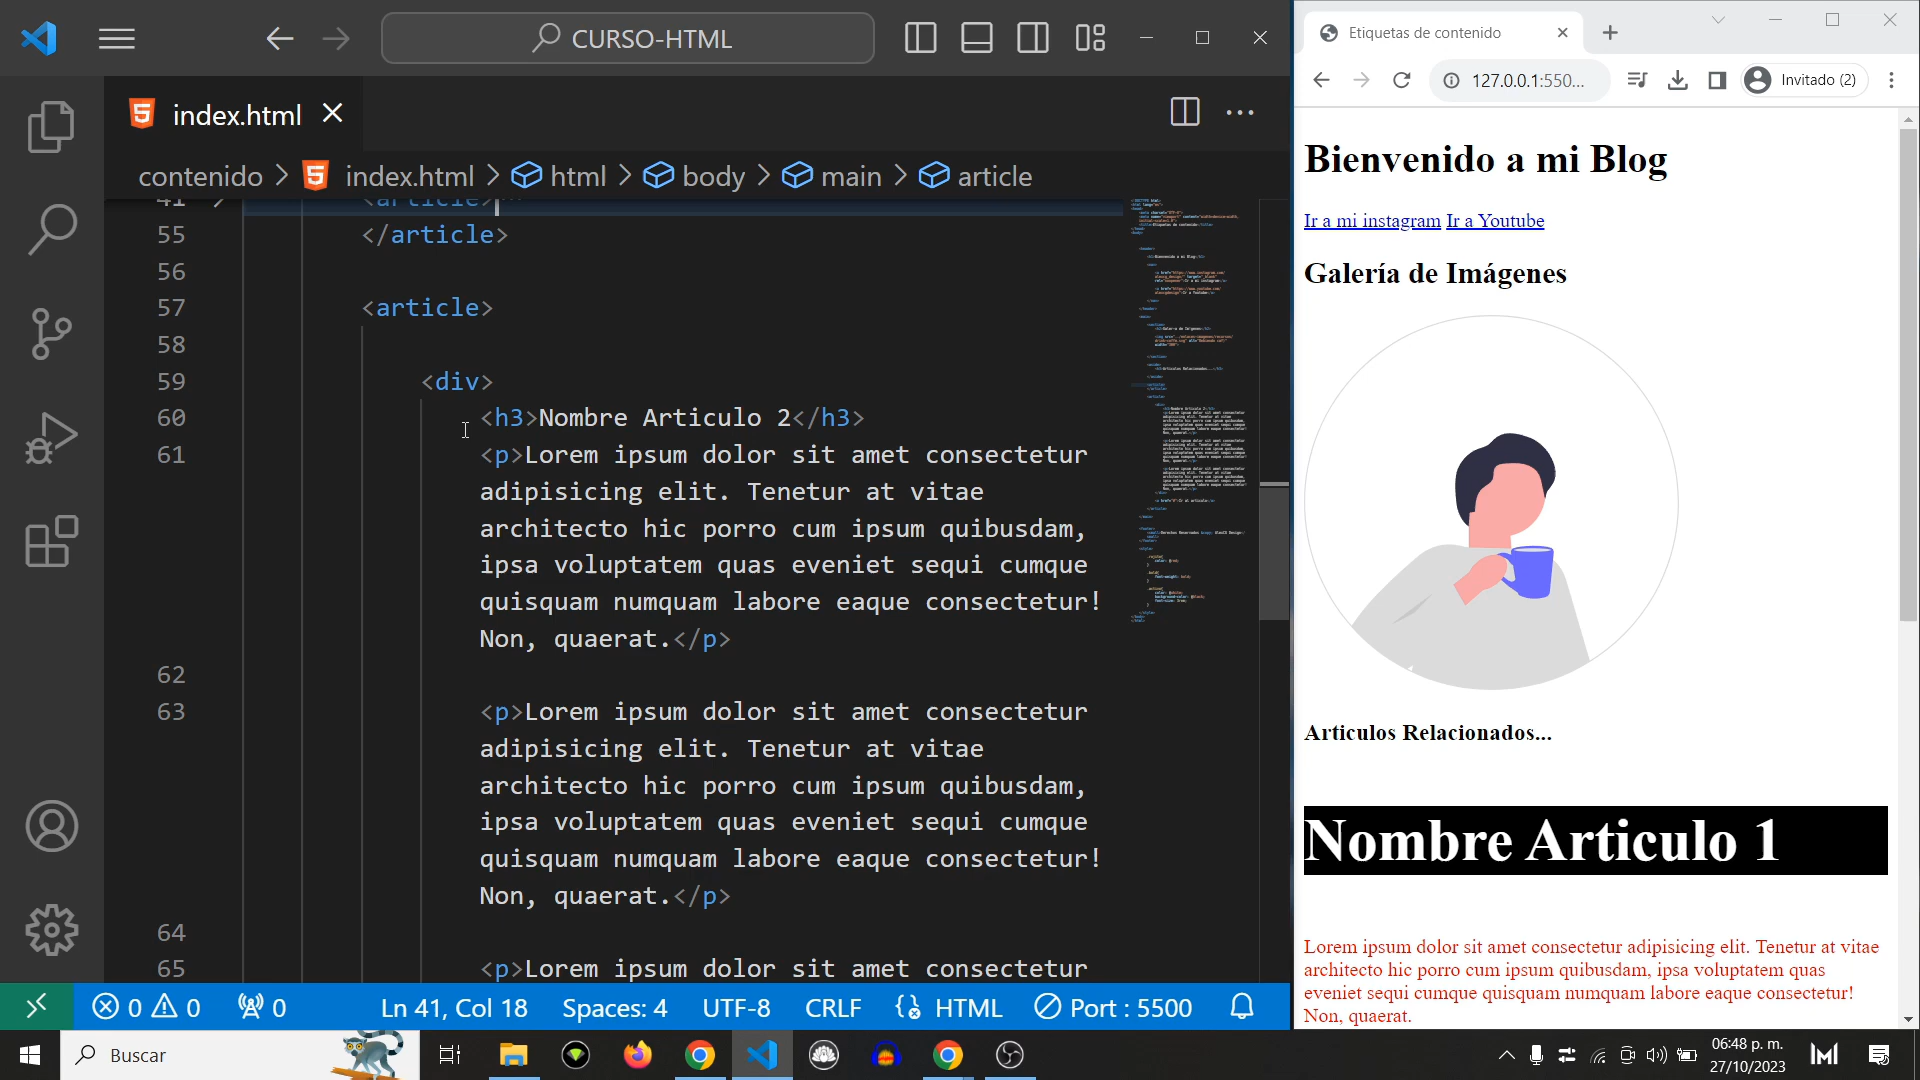 CURSO-HTML
index.html
contenido > index.html > html > body > main > article
41 <article>
55 </article>
56
57 <article>
58
59 <div>
60 <h3>Nombre Articulo 2</h3>
61 <p>Lorem ipsum dolor sit amet consectetur
adipisicing elit. Tenetur at vitae
architecto hic porro cum ipsum quibusdam,
ipsa voluptatem quas eveniet sequi cumque
quisquam numquam labore eaque consectetur!
Non, quaerat.</p>
62
63 <p>Lorem ipsum dolor sit amet consectetur
adipisicing elit. Tenetur at vitae
architecto hic porro cum ipsum quibusdam,
ipsa voluptatem quas eveniet sequi cumque
quisquam numquam labore eaque consectetur!
Non, quaerat.</p>
64
65 <p>Lorem ipsum dolor sit amet consectetur
0 0 0 Ln 41, Col 18 Spaces: 4 UTF-8 CRLF HTML Port : 5500
Etiquetas de contenido
127.0.0.1:550... Invitado (2)
Bienvenido a mi Blog
Ir a mi instagram Ir a Youtube
Galería de Imágenes
Articulos Relacionados...
Nombre Articulo 1
Lorem ipsum dolor sit amet consectetur adipisicing elit. Tenetur at vitae
architecto hic porro cum ipsum quibusdam, ipsa voluptatem quas
eveniet sequi cumque quisquam numquam labore eaque consectetur!
Non, quaerat.
Buscar
06:48 p. m.
27/10/2023